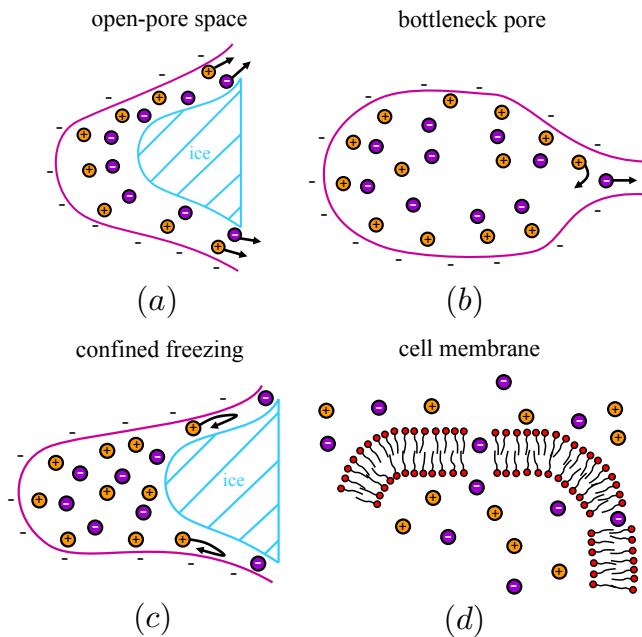 open-pore space
bottleneck pore
ice
(a)
(b)
confined freezing
cell membrane
ice
(c)
(d)